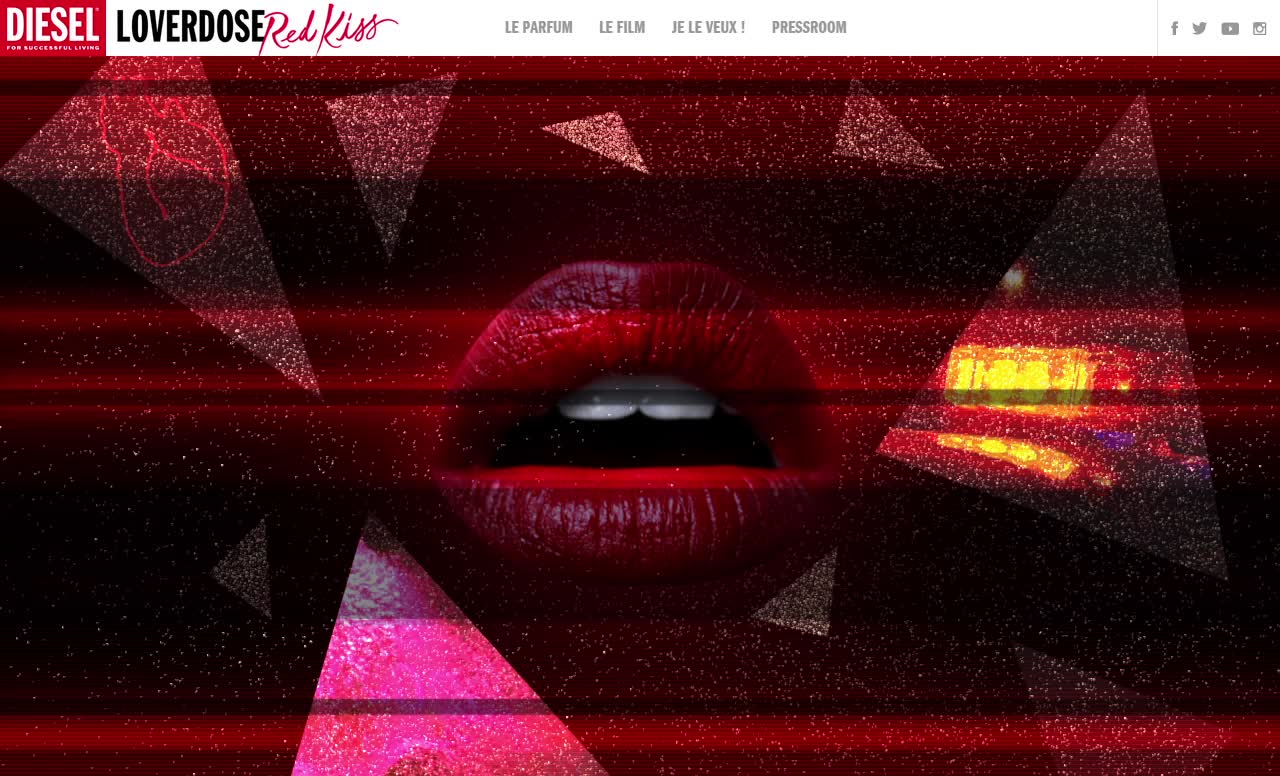 DIESEL
FOR SUCCESSFUL LIVING
LOVERDOSE Red Kiss
LE PARFUM LE FILM JE LE VEUX ! PRESSROOM